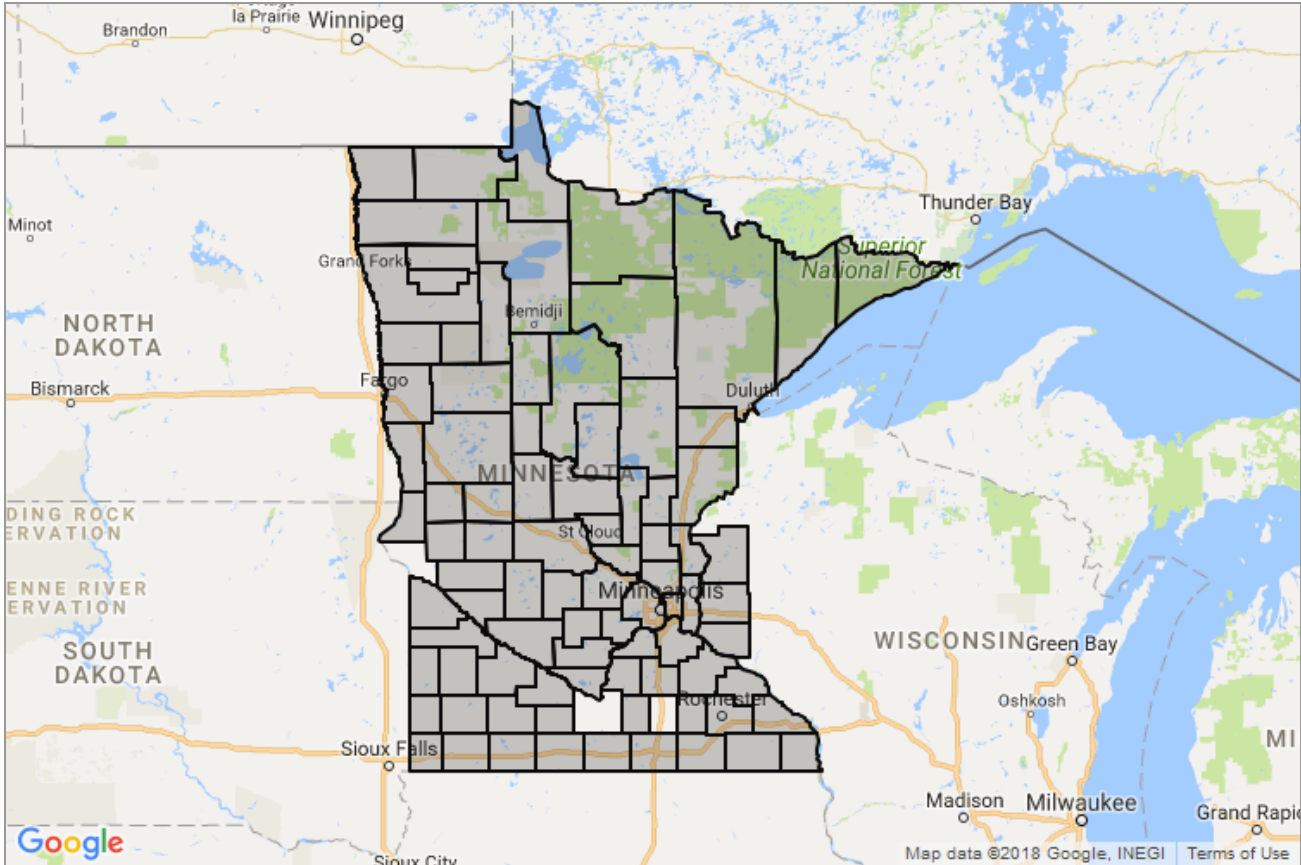 la Prairie
Winnipeg
Brandon
Thunder Bay
Minot
Superior
National Forest
Grand Forks
Bemidji
NORTH
DAKOTA
Fargo
Bismarck
Duluth
MINNESOTA
DING ROCK
ERVATION
St Cloud
ENNE RIVER
ERVATION
Minneapolis
WISCONSIN
Green Bay
SOUTH
DAKOTA
Oshkosh
Rochester
MI
Sioux Falls
Madison
Milwaukee
Grand Rapid
Google
Sioux City
Map data ©2018 Google, INEGI
Terms of Use